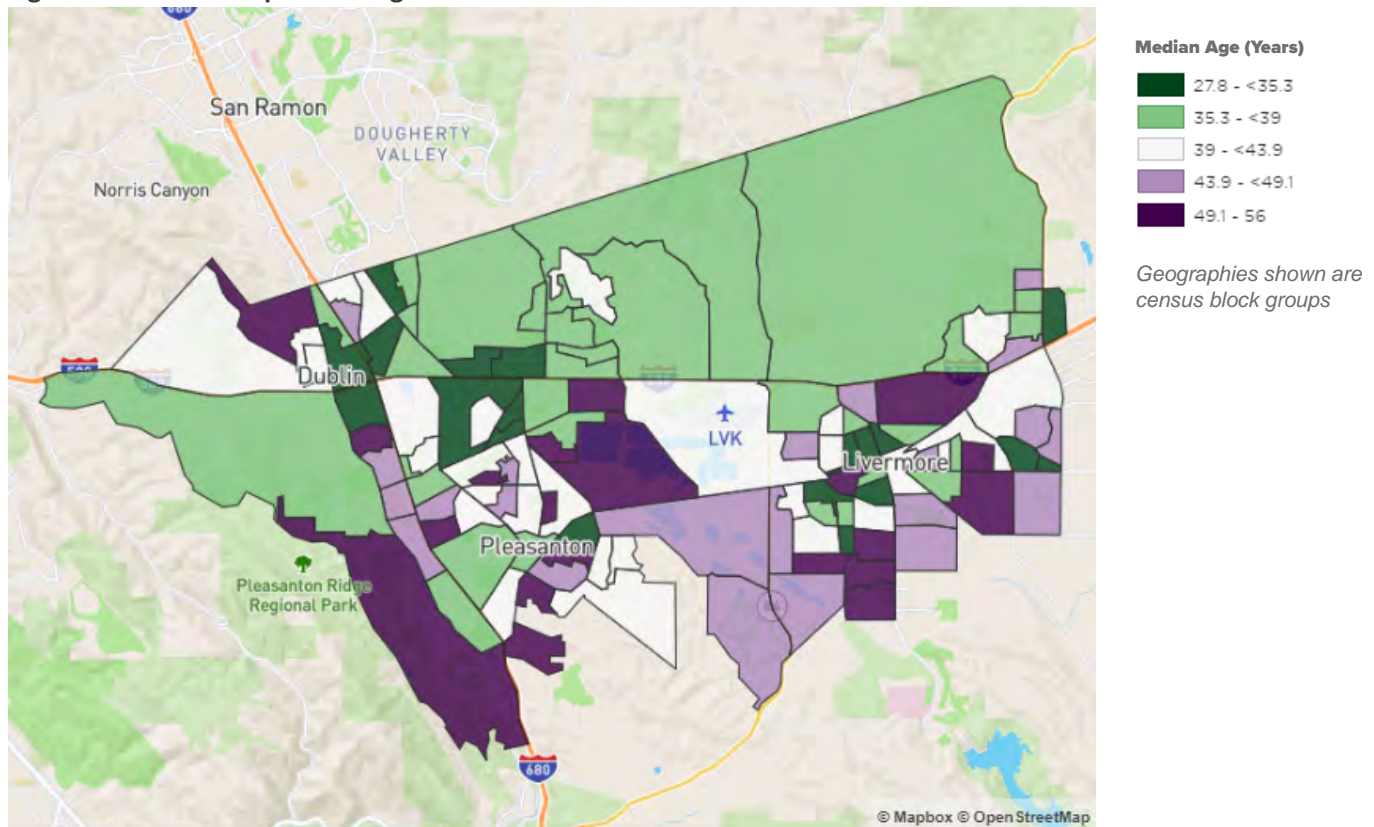 680
San Ramon
DOUGHERTY
VALLEY
Norris Canyon
580
Dublin
LVK
Livermore
Pleasanton
Pleasanton Ridge
Regional Park
84
680
© Mapbox © OpenStreetMap
Median Age (Years)
27.8 - <35.3
35.3 - <39
39 - <43.9
43.9 - <49.1
49.1 - 56
Geographies shown are
census block groups